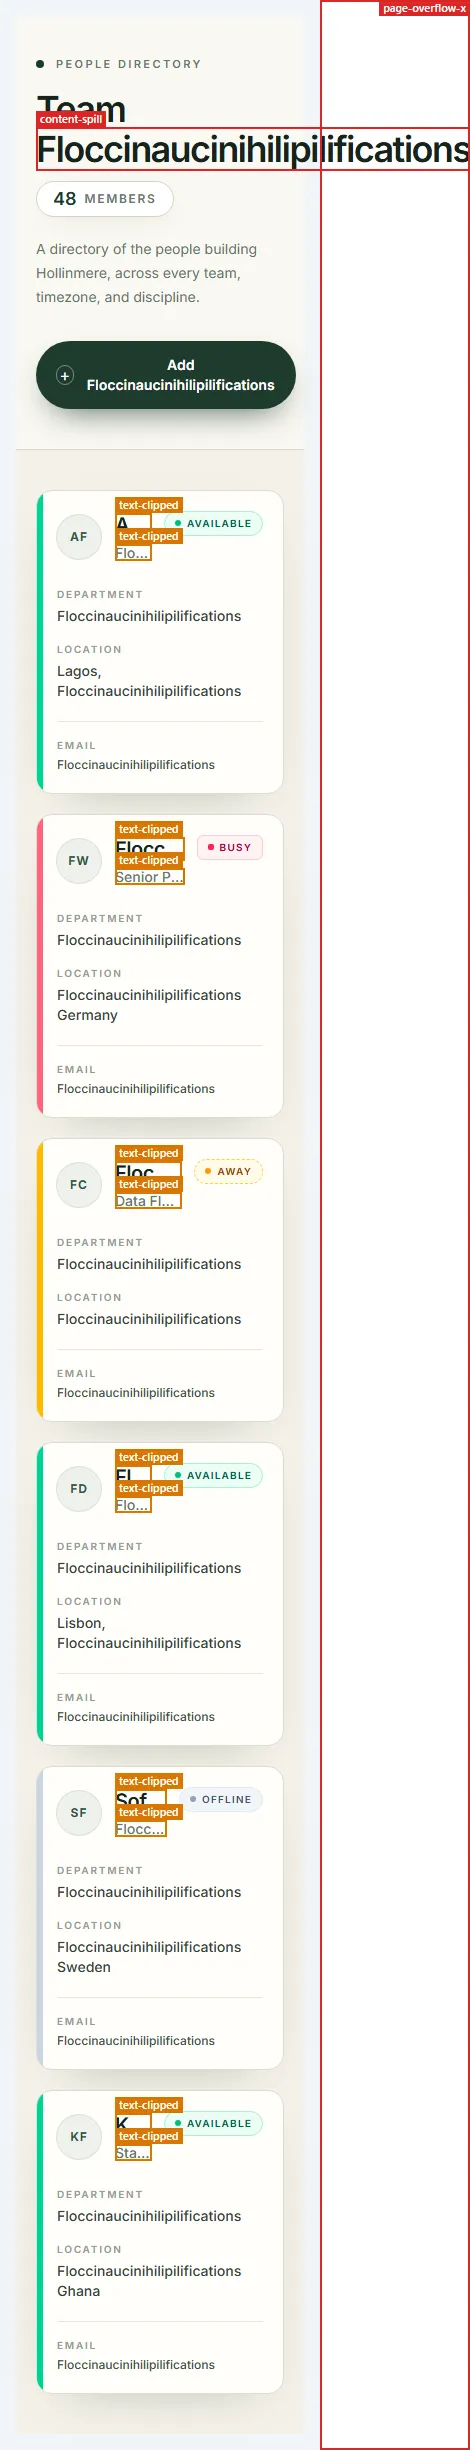 page-overflow-x
PEOPLE DIRECTORY
Team
content-spill
Floccinaucinihilipilifications
48 MEMBERS
A directory of the people building
Hollinmere, across every team,
timezone, and discipline.
+ Add
Floccinaucinihilipilifications
text-clipped
AF A AVAILABLE
text-clipped
Flo...
DEPARTMENT
Floccinaucinihilipilifications
LOCATION
Lagos,
Floccinaucinihilipilifications
EMAIL
Floccinaucinihilipilifications
text-clipped
FW Flocc BUSY
text-clipped
Senior P...
DEPARTMENT
Floccinaucinihilipilifications
LOCATION
Floccinaucinihilipilifications
Germany
EMAIL
Floccinaucinihilipilifications
text-clipped
FC Floc AWAY
text-clipped
Data Fl...
DEPARTMENT
Floccinaucinihilipilifications
LOCATION
Floccinaucinihilipilifications
EMAIL
Floccinaucinihilipilifications
text-clipped
FD Fl AVAILABLE
text-clipped
Flo...
DEPARTMENT
Floccinaucinihilipilifications
LOCATION
Lisbon,
Floccinaucinihilipilifications
EMAIL
Floccinaucinihilipilifications
text-clipped
SF Sof OFFLINE
text-clipped
Flocc...
DEPARTMENT
Floccinaucinihilipilifications
LOCATION
Floccinaucinihilipilifications
Sweden
EMAIL
Floccinaucinihilipilifications
text-clipped
KF K AVAILABLE
text-clipped
Sta...
DEPARTMENT
Floccinaucinihilipilifications
LOCATION
Floccinaucinihilipilifications
Ghana
EMAIL
Floccinaucinihilipilifications